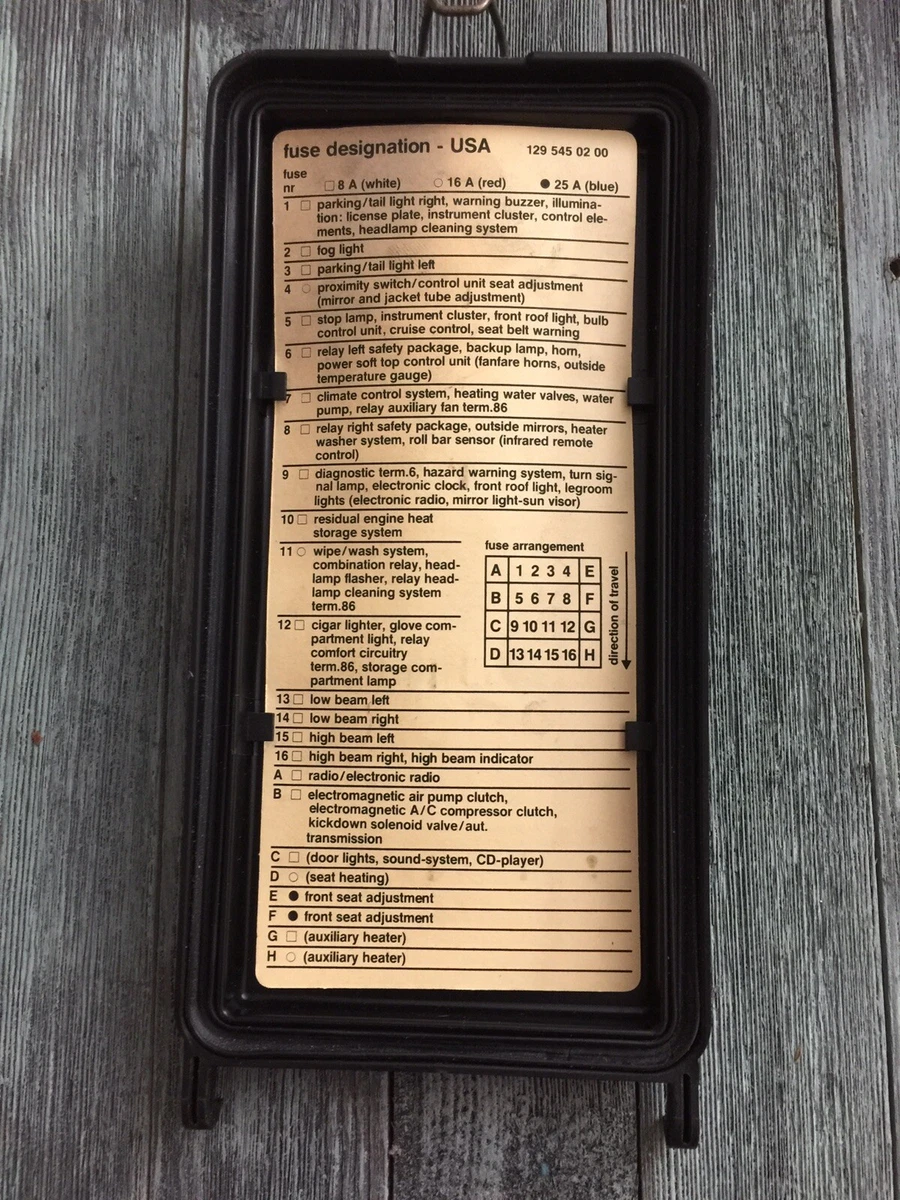 fuse designation - USA 129 545 02 00
fuse
nr □ 8 A (white) ○ 16 A (red) ● 25 A (blue)
1 □ parking/tail light right, warning buzzer, illumina-
tion: license plate, instrument cluster, control ele-
ments, headlamp cleaning system
2 □ fog light
3 □ parking/tail light left
4 ○ proximity switch/control unit seat adjustment
(mirror and jacket tube adjustment)
5 □ stop lamp, instrument cluster, front roof light, bulb
control unit, cruise control, seat belt warning
6 □ relay left safety package, backup lamp, horn,
power soft top control unit (fanfare horns, outside
temperature gauge)
7 □ climate control system, heating water valves, water
pump, relay auxiliary fan term.86
8 □ relay right safety package, outside mirrors, heater
washer system, roll bar sensor (infrared remote
control)
9 □ diagnostic term.6, hazard warning system, turn sig-
nal lamp, electronic clock, front roof light, legroom
lights (electronic radio, mirror light-sun visor)
10 □ residual engine heat
storage system
11 ○ wipe/wash system,
combination relay, head-
lamp flasher, relay head-
lamp cleaning system
term.86
12 □ cigar lighter, glove com-
partment light, relay
comfort circuitry
term.86, storage com-
partment lamp
fuse arrangement
A 1 2 3 4 E
B 5 6 7 8 F
C 9 10 11 12 G
D 13 14 15 16 H
direction of travel
13 □ low beam left
14 □ low beam right
15 □ high beam left
16 □ high beam right, high beam indicator
A □ radio/electronic radio
B □ electromagnetic air pump clutch,
electromagnetic A/C compressor clutch,
kickdown solenoid valve/aut.
transmission
C □ (door lights, sound-system, CD-player)
D ○ (seat heating)
E ● front seat adjustment
F ● front seat adjustment
G □ (auxiliary heater)
H ○ (auxiliary heater)